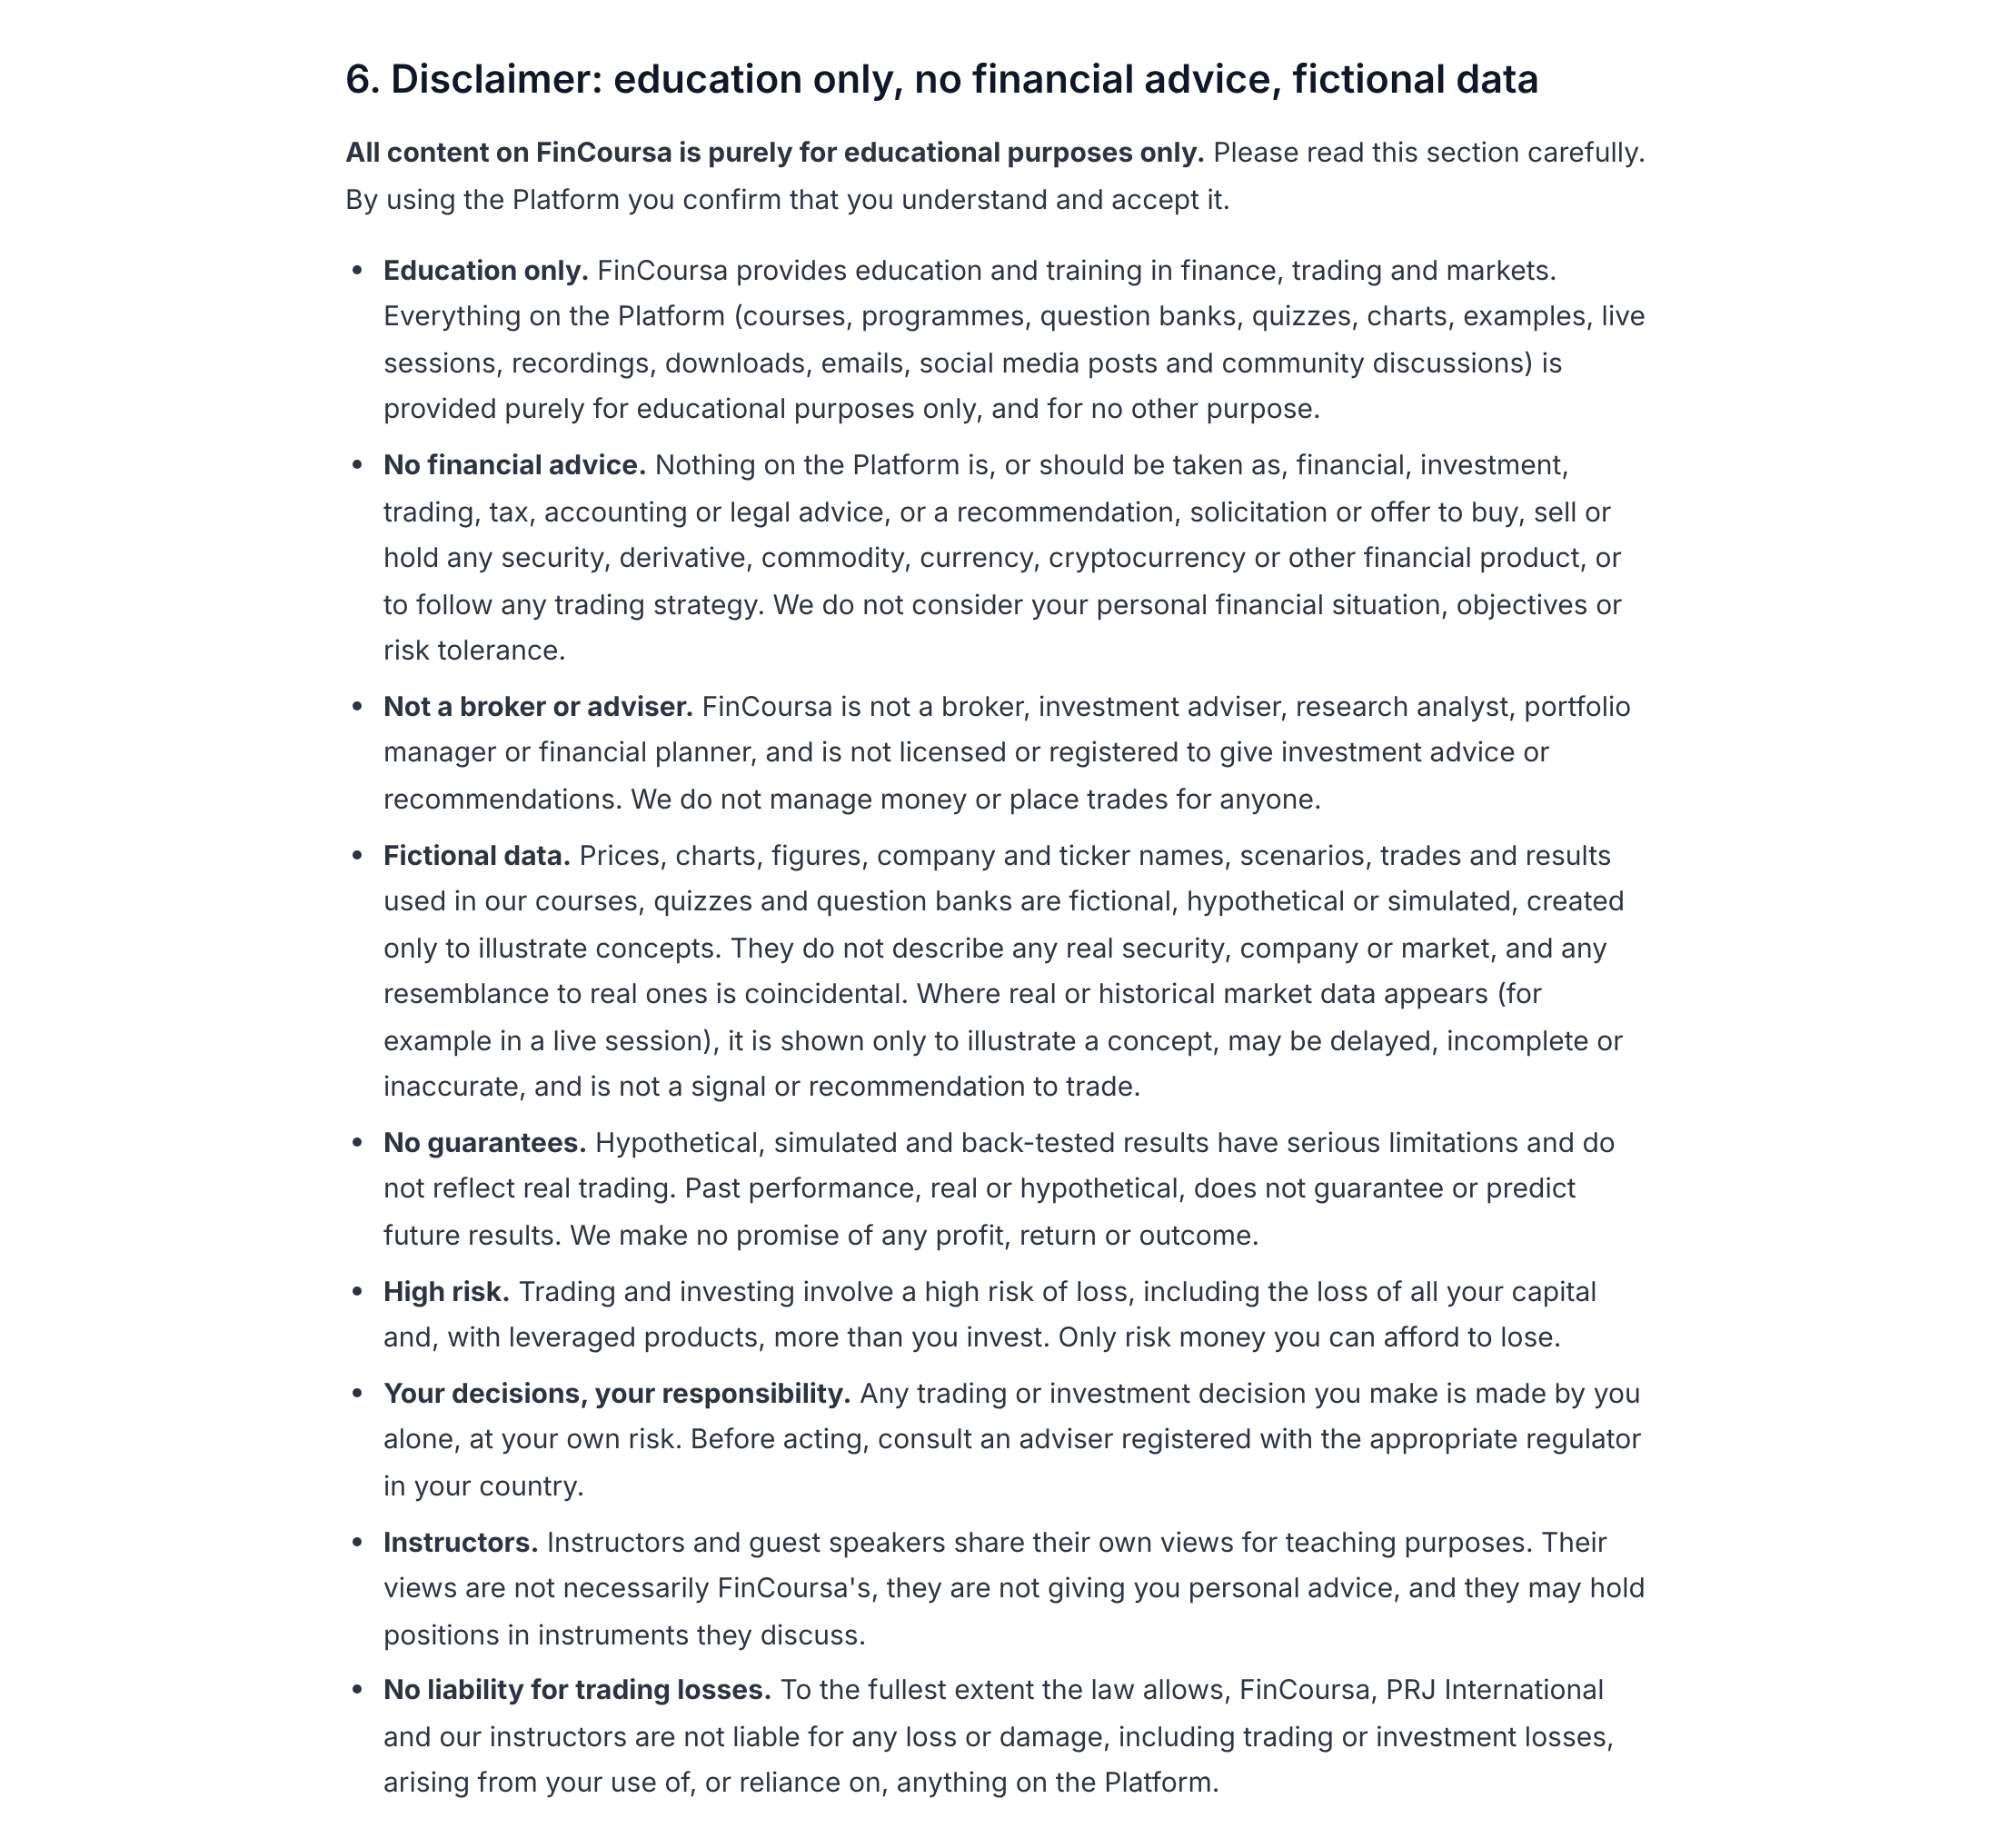 6. Disclaimer: education only, no financial advice, fictional data
All content on FinCoursa is purely for educational purposes only. Please read this section carefully.
By using the Platform you confirm that you understand and accept it.
• Education only. FinCoursa provides education and training in finance, trading and markets.
Everything on the Platform (courses, programmes, question banks, quizzes, charts, examples, live
sessions, recordings, downloads, emails, social media posts and community discussions) is
provided purely for educational purposes only, and for no other purpose.
• No financial advice. Nothing on the Platform is, or should be taken as, financial, investment,
trading, tax, accounting or legal advice, or a recommendation, solicitation or offer to buy, sell or
hold any security, derivative, commodity, currency, cryptocurrency or other financial product, or
to follow any trading strategy. We do not consider your personal financial situation, objectives or
risk tolerance.
• Not a broker or adviser. FinCoursa is not a broker, investment adviser, research analyst, portfolio
manager or financial planner, and is not licensed or registered to give investment advice or
recommendations. We do not manage money or place trades for anyone.
• Fictional data. Prices, charts, figures, company and ticker names, scenarios, trades and results
used in our courses, quizzes and question banks are fictional, hypothetical or simulated, created
only to illustrate concepts. They do not describe any real security, company or market, and any
resemblance to real ones is coincidental. Where real or historical market data appears (for
example in a live session), it is shown only to illustrate a concept, may be delayed, incomplete or
inaccurate, and is not a signal or recommendation to trade.
• No guarantees. Hypothetical, simulated and back-tested results have serious limitations and do
not reflect real trading. Past performance, real or hypothetical, does not guarantee or predict
future results. We make no promise of any profit, return or outcome.
• High risk. Trading and investing involve a high risk of loss, including the loss of all your capital
and, with leveraged products, more than you invest. Only risk money you can afford to lose.
• Your decisions, your responsibility. Any trading or investment decision you make is made by you
alone, at your own risk. Before acting, consult an adviser registered with the appropriate regulator
in your country.
• Instructors. Instructors and guest speakers share their own views for teaching purposes. Their
views are not necessarily FinCoursa's, they are not giving you personal advice, and they may hold
positions in instruments they discuss.
• No liability for trading losses. To the fullest extent the law allows, FinCoursa, PRJ International
and our instructors are not liable for any loss or damage, including trading or investment losses,
arising from your use of, or reliance on, anything on the Platform.